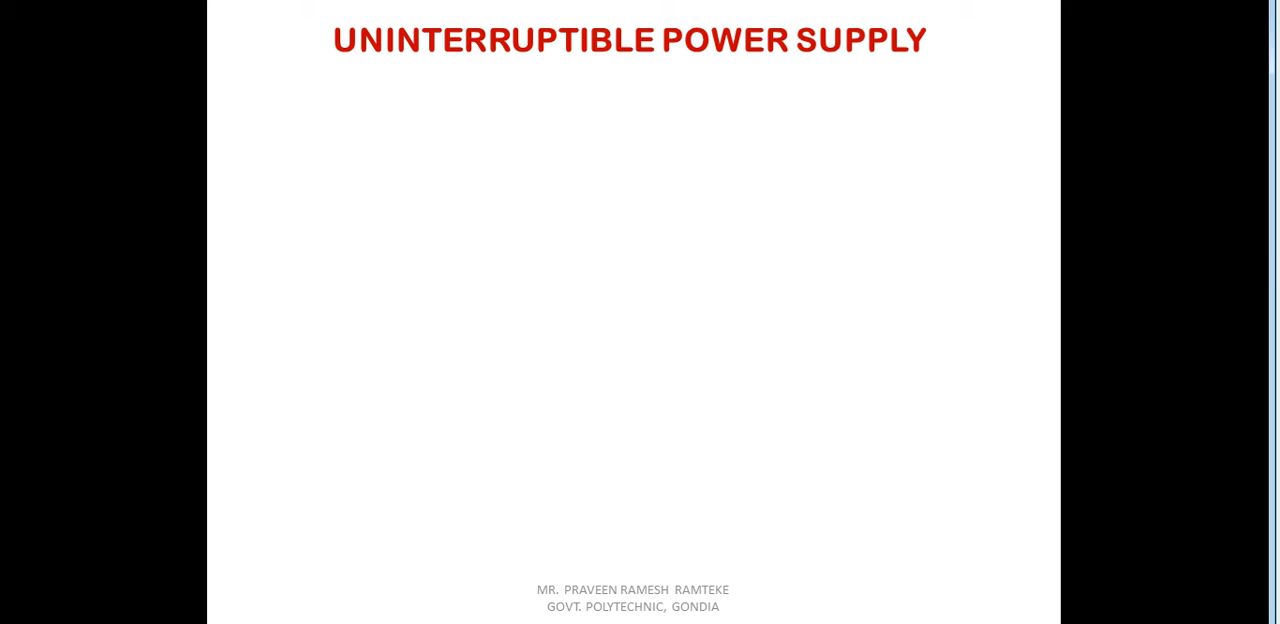 UNINTERRUPTIBLE POWER SUPPLY
MR. PRAVEEN RAMESH RAMTEKE
GOVT. POLYTECHNIC, GONDIA